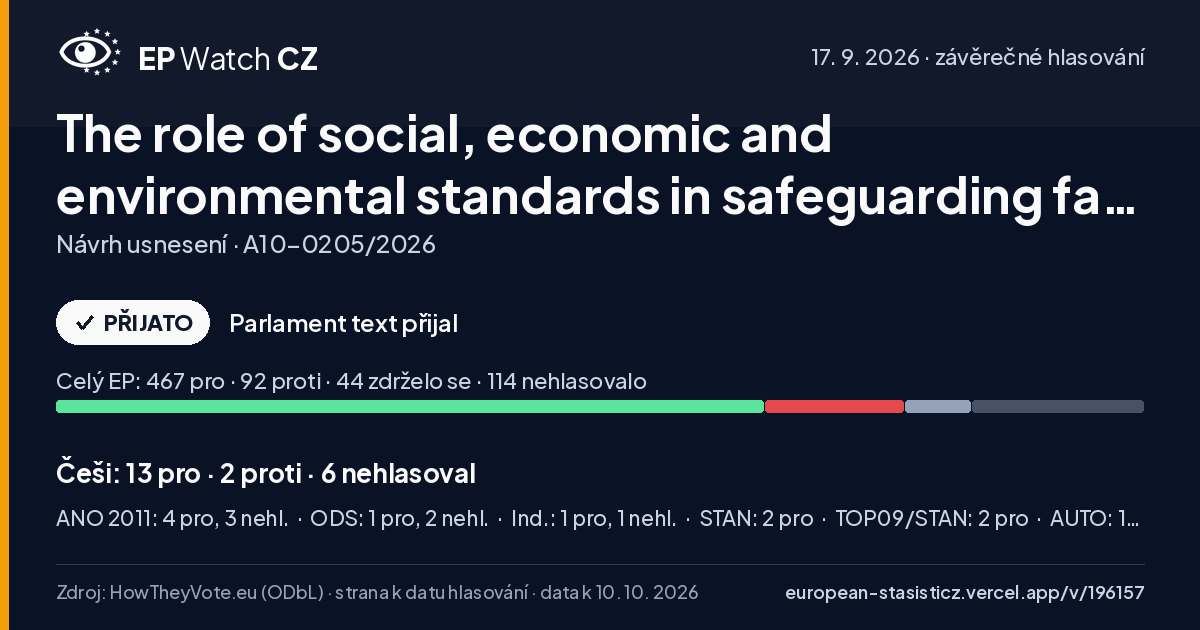 EP Watch CZ
17. 9. 2026 · závěrečné hlasování
The role of social, economic and
environmental standards in safeguarding fa…
Návrh usnesení · A10-0205/2026
✓ PŘIJATO
Parlament text přijal
Celý EP: 467 pro · 92 proti · 44 zdrželo se · 114 nehlasovalo
Češi: 13 pro · 2 proti · 6 nehlasoval
ANO 2011: 4 pro, 3 nehl. · ODS: 1 pro, 2 nehl. · Ind.: 1 pro, 1 nehl. · STAN: 2 pro · TOP09/STAN: 2 pro · AUTO: 1…
Zdroj: HowTheyVote.eu (ODbL) · strana k datu hlasování · data k 10. 10. 2026
european-stasisticz.vercel.app/v/196157